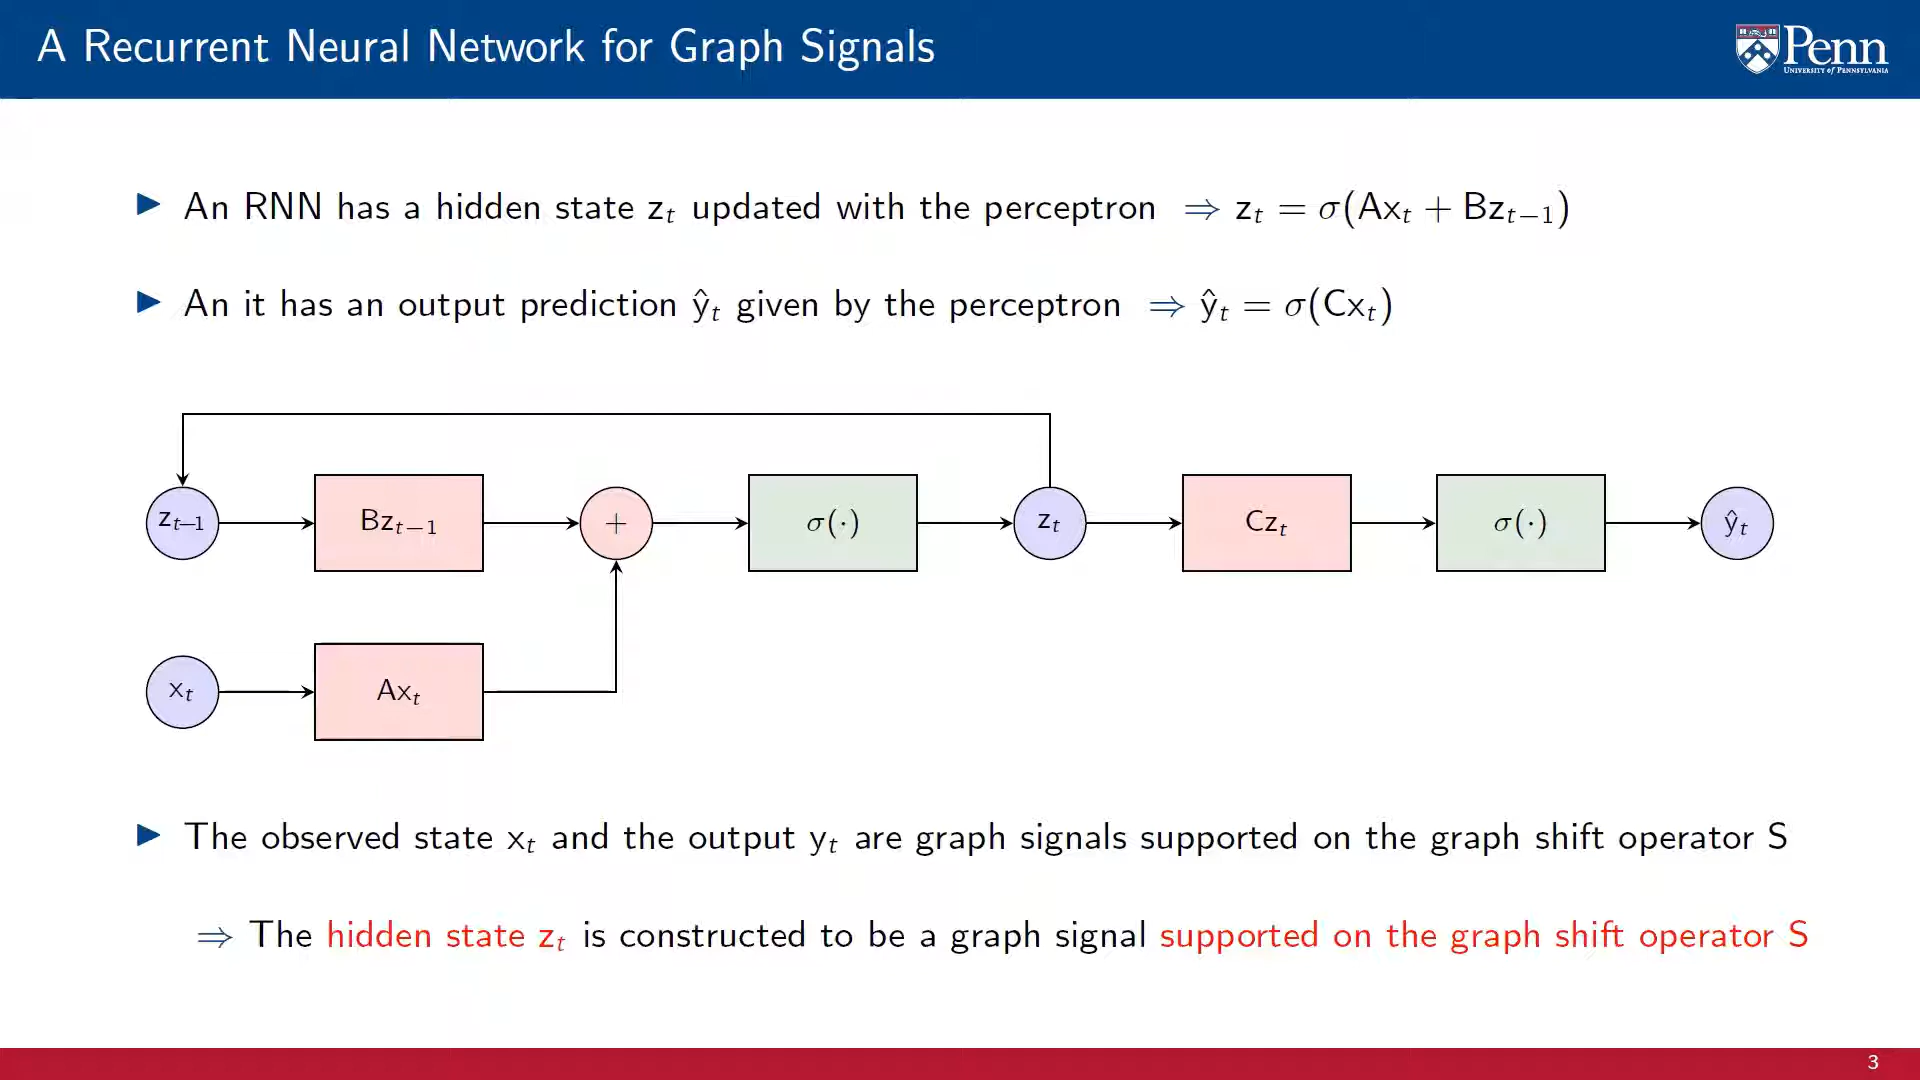 A Recurrent Neural Network for Graph Signals
Penn
UNIVERSITY of PENNSYLVANIA
▶ An RNN has a hidden state z_t updated with the perceptron ⇒ z_t = σ(Ax_t + Bz_{t−1})
▶ An it has an output prediction ŷ_t given by the perceptron ⇒ ŷ_t = σ(Cx_t)
z_{t−1} Bz_{t−1} + σ(·) z_t Cz_t σ(·) ŷ_t
x_t Ax_t
▶ The observed state x_t and the output y_t are graph signals supported on the graph shift operator S
⇒ The hidden state z_t is constructed to be a graph signal supported on the graph shift operator S
3